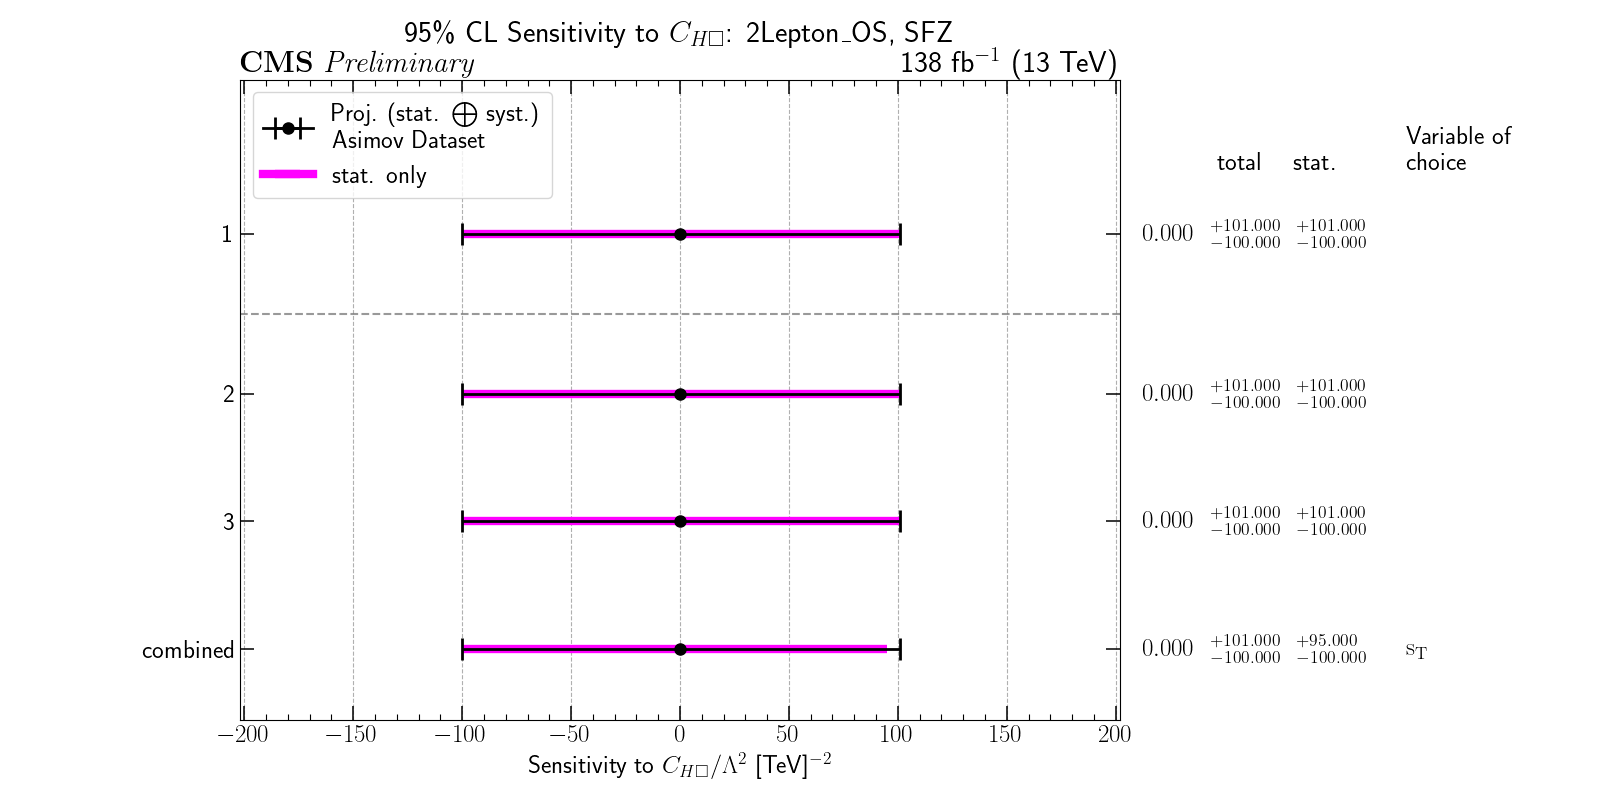 95% CL Sensitivity to C_{H□}: 2Lepton_OS, SFZ
CMS Preliminary 138 fb⁻¹ (13 TeV)
Proj. (stat. ⨁ syst.)
Asimov Dataset
stat. only
Variable of
total stat. choice
1 0.000 +101.000 +101.000
−100.000 −100.000
2 0.000 +101.000 +101.000
−100.000 −100.000
3 0.000 +101.000 +101.000
−100.000 −100.000
combined 0.000 +101.000 +95.000 s_T
−100.000 −100.000
−200 −150 −100 −50 0 50 100 150 200
Sensitivity to C_{H□}/Λ² [TeV]⁻²